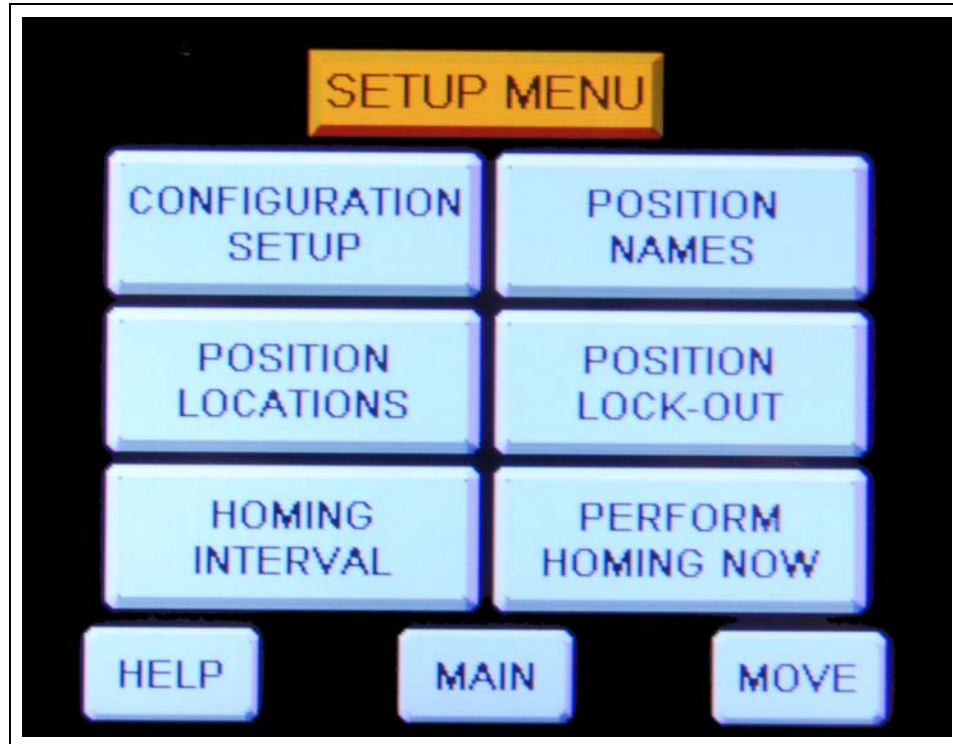 SETUP MENU
CONFIGURATION
SETUP
POSITION
NAMES
POSITION
LOCATIONS
POSITION
LOCK-OUT
HOMING
INTERVAL
PERFORM
HOMING NOW
HELP
MAIN
MOVE